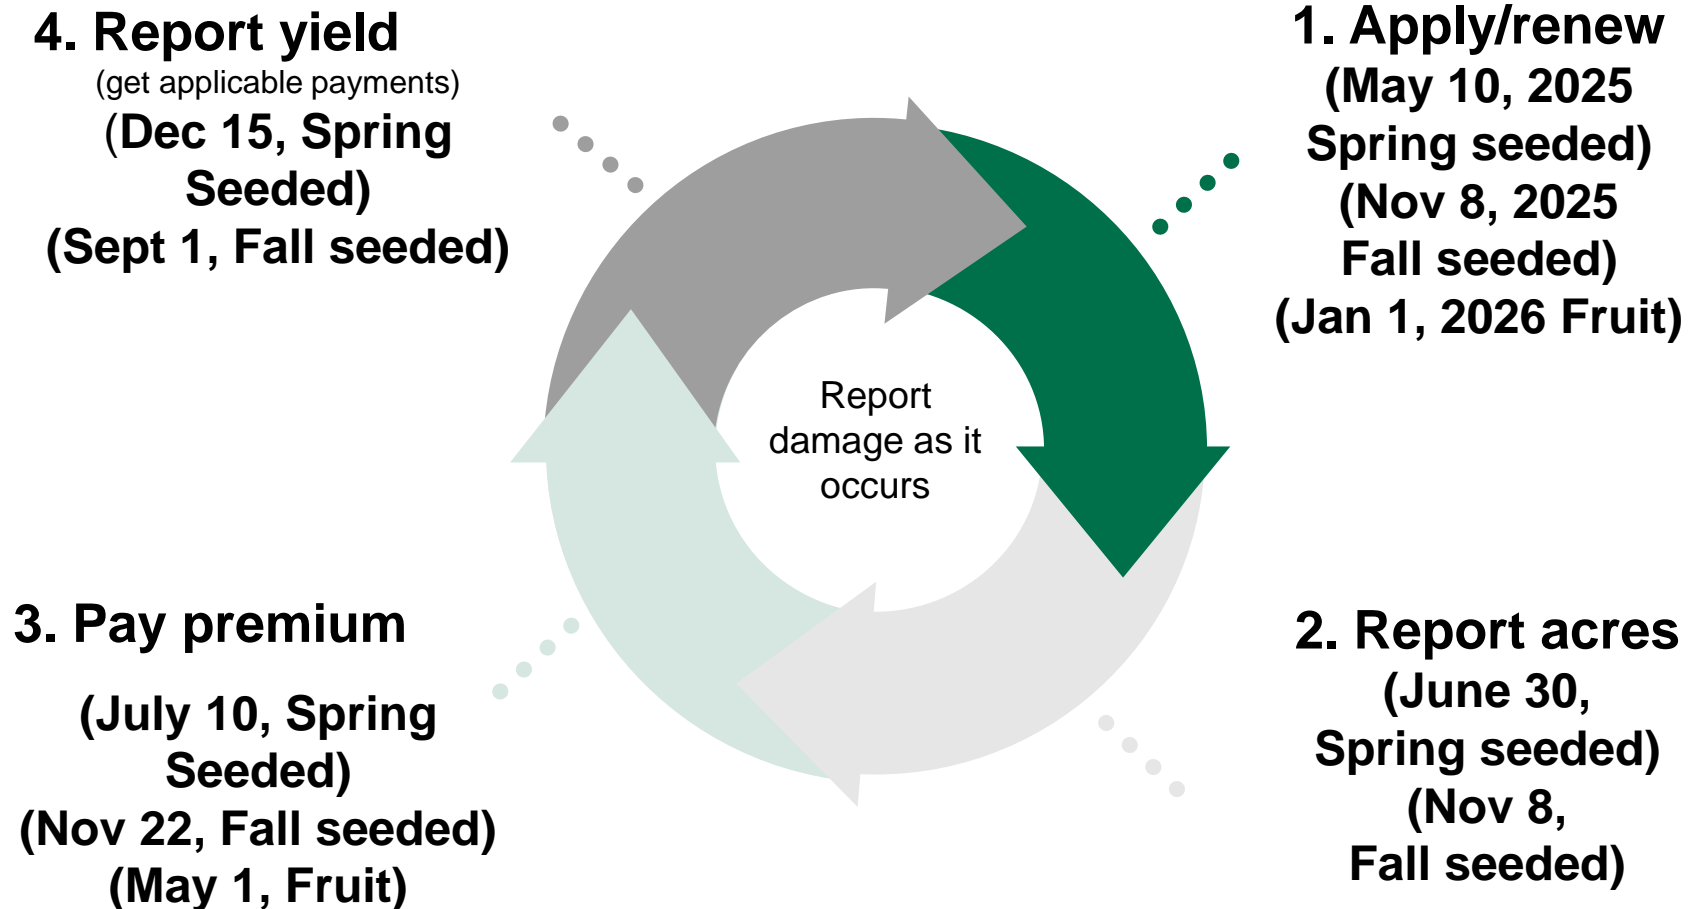 4. Report yield
(get applicable payments)
(Dec 15, Spring
Seeded)
(Sept 1, Fall seeded)
1. Apply/renew
(May 10, 2025
Spring seeded)
(Nov 8, 2025
Fall seeded)
(Jan 1, 2026 Fruit)
Report
damage as it
occurs
3. Pay premium
(July 10, Spring
Seeded)
(Nov 22, Fall seeded)
(May 1, Fruit)
2. Report acres
(June 30,
Spring seeded)
(Nov 8,
Fall seeded)